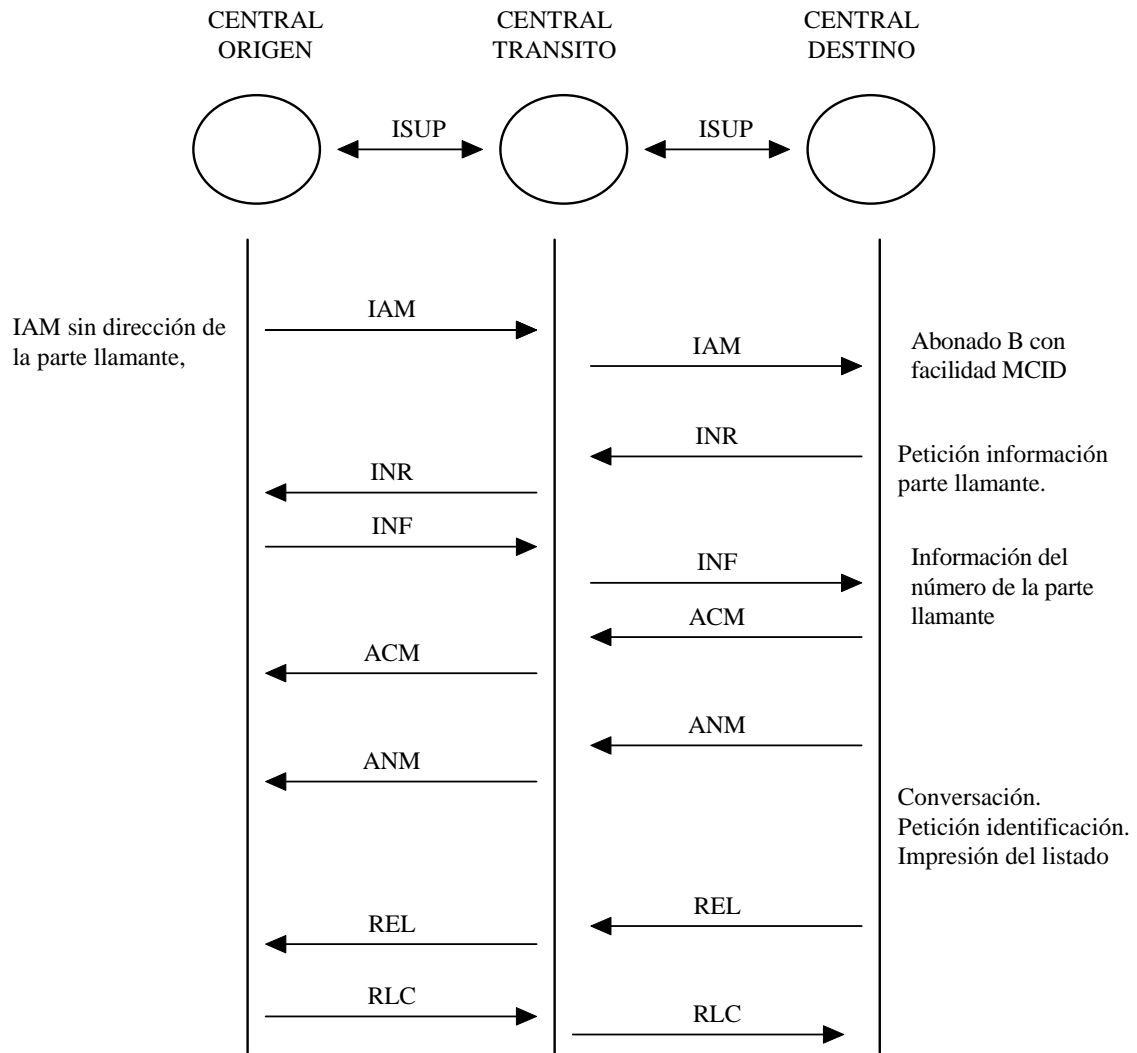 CENTRAL
ORIGEN
CENTRAL
TRANSITO
CENTRAL
DESTINO
ISUP
ISUP
IAM
IAM sin dirección de
la parte llamante,
IAM
Abonado B con
facilidad MCID
INR
Petición información
parte llamante.
INR
INF
INF
Información del
número de la parte
llamante
ACM
ACM
ANM
ANM
Conversación.
Petición identificación.
Impresión del listado
REL
REL
RLC
RLC